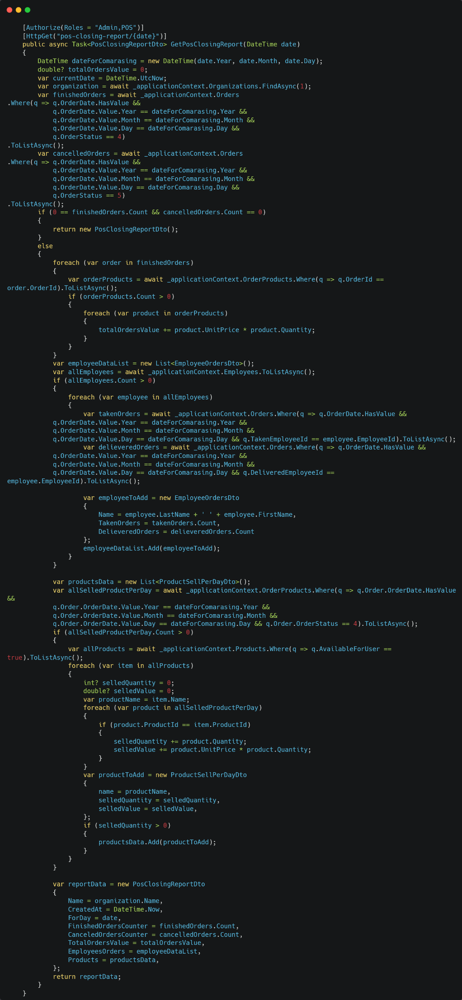 [Authorize(Roles = "Admin,POS")]
[HttpGet("pos-closing-report/{date}")]
public async Task<PosClosingReportDto> GetPosClosingReport(DateTime date)
{
DateTime dateForComarasing = new DateTime(date.Year, date.Month, date.Day);
double? totalOrdersValue = 0;
var currentDate = DateTime.UtcNow;
var organization = await _applicationContext.Organizations.FindAsync(1);
var finishedOrders = await _applicationContext.Orders
.Where(q => q.OrderDate.HasValue &&
q.OrderDate.Value.Year == dateForComarasing.Year &&
q.OrderDate.Value.Month == dateForComarasing.Month &&
q.OrderDate.Value.Day == dateForComarasing.Day &&
q.OrderStatus == 4)
.ToListAsync();
var cancelledOrders = await _applicationContext.Orders
.Where(q => q.OrderDate.HasValue &&
q.OrderDate.Value.Year == dateForComarasing.Year &&
q.OrderDate.Value.Month == dateForComarasing.Month &&
q.OrderDate.Value.Day == dateForComarasing.Day &&
q.OrderStatus == 5)
.ToListAsync();
if (0 == finishedOrders.Count && cancelledOrders.Count == 0)
{
return new PosClosingReportDto();
}
else
{
foreach (var order in finishedOrders)
{
var orderProducts = await _applicationContext.OrderProducts.Where(q => q.OrderId ==
order.OrderId).ToListAsync();
if (orderProducts.Count > 0)
{
foreach (var product in orderProducts)
{
totalOrdersValue += product.UnitPrice * product.Quantity;
}
}
}
var employeeDataList = new List<EmployeeOrdersDto>();
var allEmployees = await _applicationContext.Employees.ToListAsync();
if (allEmployees.Count > 0)
{
foreach (var employee in allEmployees)
{
var takenOrders = await _applicationContext.Orders.Where(q => q.OrderDate.HasValue &&
q.OrderDate.Value.Year == dateForComarasing.Year &&
q.OrderDate.Value.Month == dateForComarasing.Month &&
q.OrderDate.Value.Day == dateForComarasing.Day && q.TakenEmployeeId == employee.EmployeeId).ToListAsync();
var delieveredOrders = await _applicationContext.Orders.Where(q => q.OrderDate.HasValue &&
q.OrderDate.Value.Year == dateForComarasing.Year &&
q.OrderDate.Value.Month == dateForComarasing.Month &&
q.OrderDate.Value.Day == dateForComarasing.Day && q.DeliveredEmployeeId ==
employee.EmployeeId).ToListAsync();
var employeeToAdd = new EmployeeOrdersDto
{
Name = employee.LastName + ' ' + employee.FirstName,
TakenOrders = takenOrders.Count,
DelieveredOrders = delieveredOrders.Count
};
employeeDataList.Add(employeeToAdd);
}
}
var productsData = new List<ProductSellPerDayDto>();
var allSelledProductPerDay = await _applicationContext.OrderProducts.Where(q => q.Order.OrderDate.HasValue
&&
q.Order.OrderDate.Value.Year == dateForComarasing.Year &&
q.Order.OrderDate.Value.Month == dateForComarasing.Month &&
q.Order.OrderDate.Value.Day == dateForComarasing.Day && q.Order.OrderStatus == 4).ToListAsync();
if (allSelledProductPerDay.Count > 0)
{
var allProducts = await _applicationContext.Products.Where(q => q.AvailableForUser ==
true).ToListAsync();
foreach (var item in allProducts)
{
int? selledQuantity = 0;
double? selledValue = 0;
var productName = item.Name;
foreach (var product in allSelledProductPerDay)
{
if (product.ProductId == item.ProductId)
{
selledQuantity += product.Quantity;
selledValue += product.UnitPrice * product.Quantity;
}
}
var productToAdd = new ProductSellPerDayDto
{
name = productName,
selledQuantity = selledQuantity,
selledValue = selledValue,
};
if (selledQuantity > 0)
{
productsData.Add(productToAdd);
}
}
}
var reportData = new PosClosingReportDto
{
Name = organization.Name,
CreatedAt = DateTime.Now,
ForDay = date,
FinishedOrdersCounter = finishedOrders.Count,
CanceledOrdersCounter = cancelledOrders.Count,
TotalOrdersValue = totalOrdersValue,
EmployeesOrders = employeeDataList,
Products = productsData,
};
return reportData;
}
}